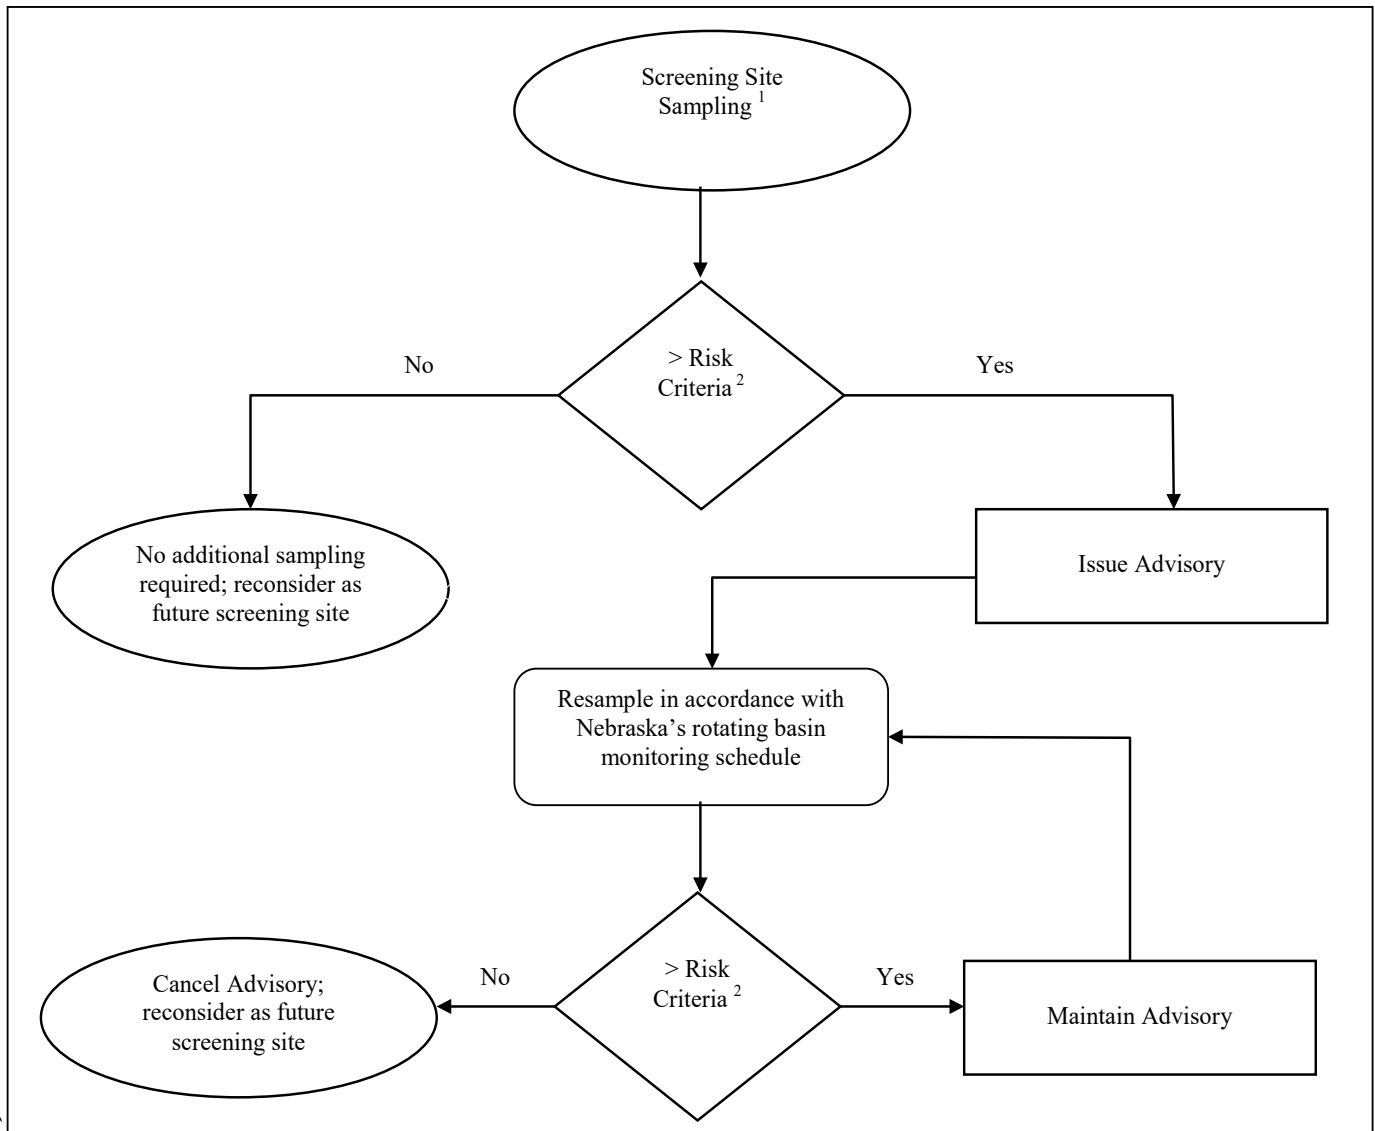 Screening Site
Sampling 1
> Risk
Criteria 2
No
Yes
No additional sampling
required; reconsider as
future screening site
Issue Advisory
Resample in accordance with
Nebraska’s rotating basin
monitoring schedule
> Risk
Criteria 2
No
Yes
Cancel Advisory;
reconsider as future
screening site
Maintain Advisory